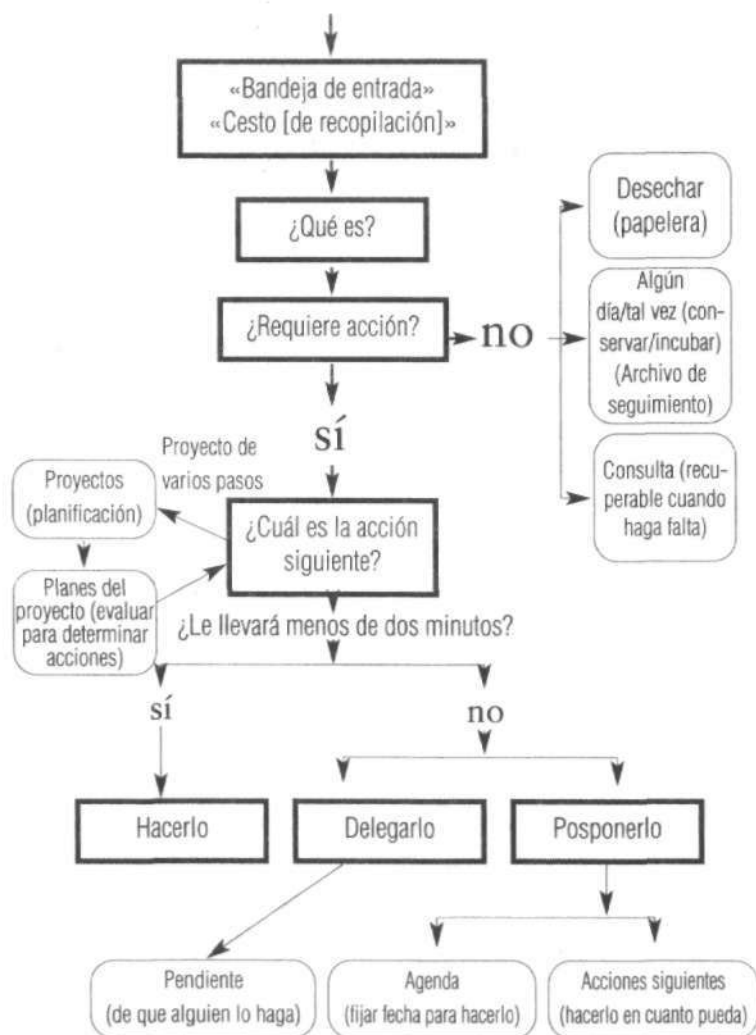 «Bandeja de entrada»
«Cesto [de recopilación]»
¿Qué es?
¿Requiere acción?
no
Desechar
(papelera)
Algún
día/tal vez (con-
servar/incubar)
(Archivo de
seguimiento)
Consulta (recu-
perable cuando
haga falta)
sí
Proyecto de
varios pasos
Proyectos
(planificación)
¿Cuál es la acción
siguiente?
Planes del
proyecto (evaluar
para determinar
acciones)
¿Le llevará menos de dos minutos?
sí
no
Hacerlo
Delegarlo
Posponerlo
Pendiente
(de que alguien lo haga)
Agenda
(fijar fecha para hacerlo)
Acciones siguientes
(hacerlo en cuanto pueda)